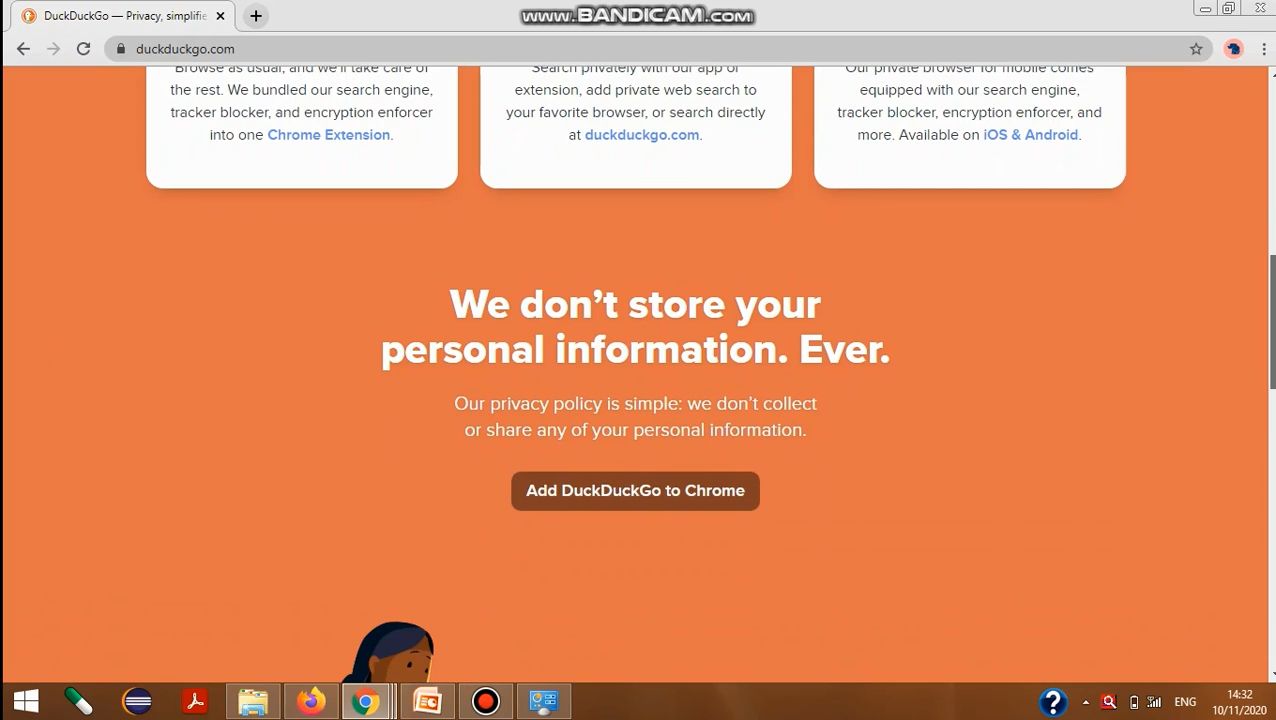 DuckDuckGo — Privacy, simplifie
www.BANDICAM.com
duckduckgo.com
Browse as usual, and we'll take care of
the rest. We bundled our search engine,
tracker blocker, and encryption enforcer
into one Chrome Extension.
Search privately with our app or
extension, add private web search to
your favorite browser, or search directly
at duckduckgo.com.
Our private browser for mobile comes
equipped with our search engine,
tracker blocker, encryption enforcer, and
more. Available on iOS & Android.
We don’t store your
personal information. Ever.
Our privacy policy is simple: we don’t collect
or share any of your personal information.
Add DuckDuckGo to Chrome
ENG
14:32
10/11/2020